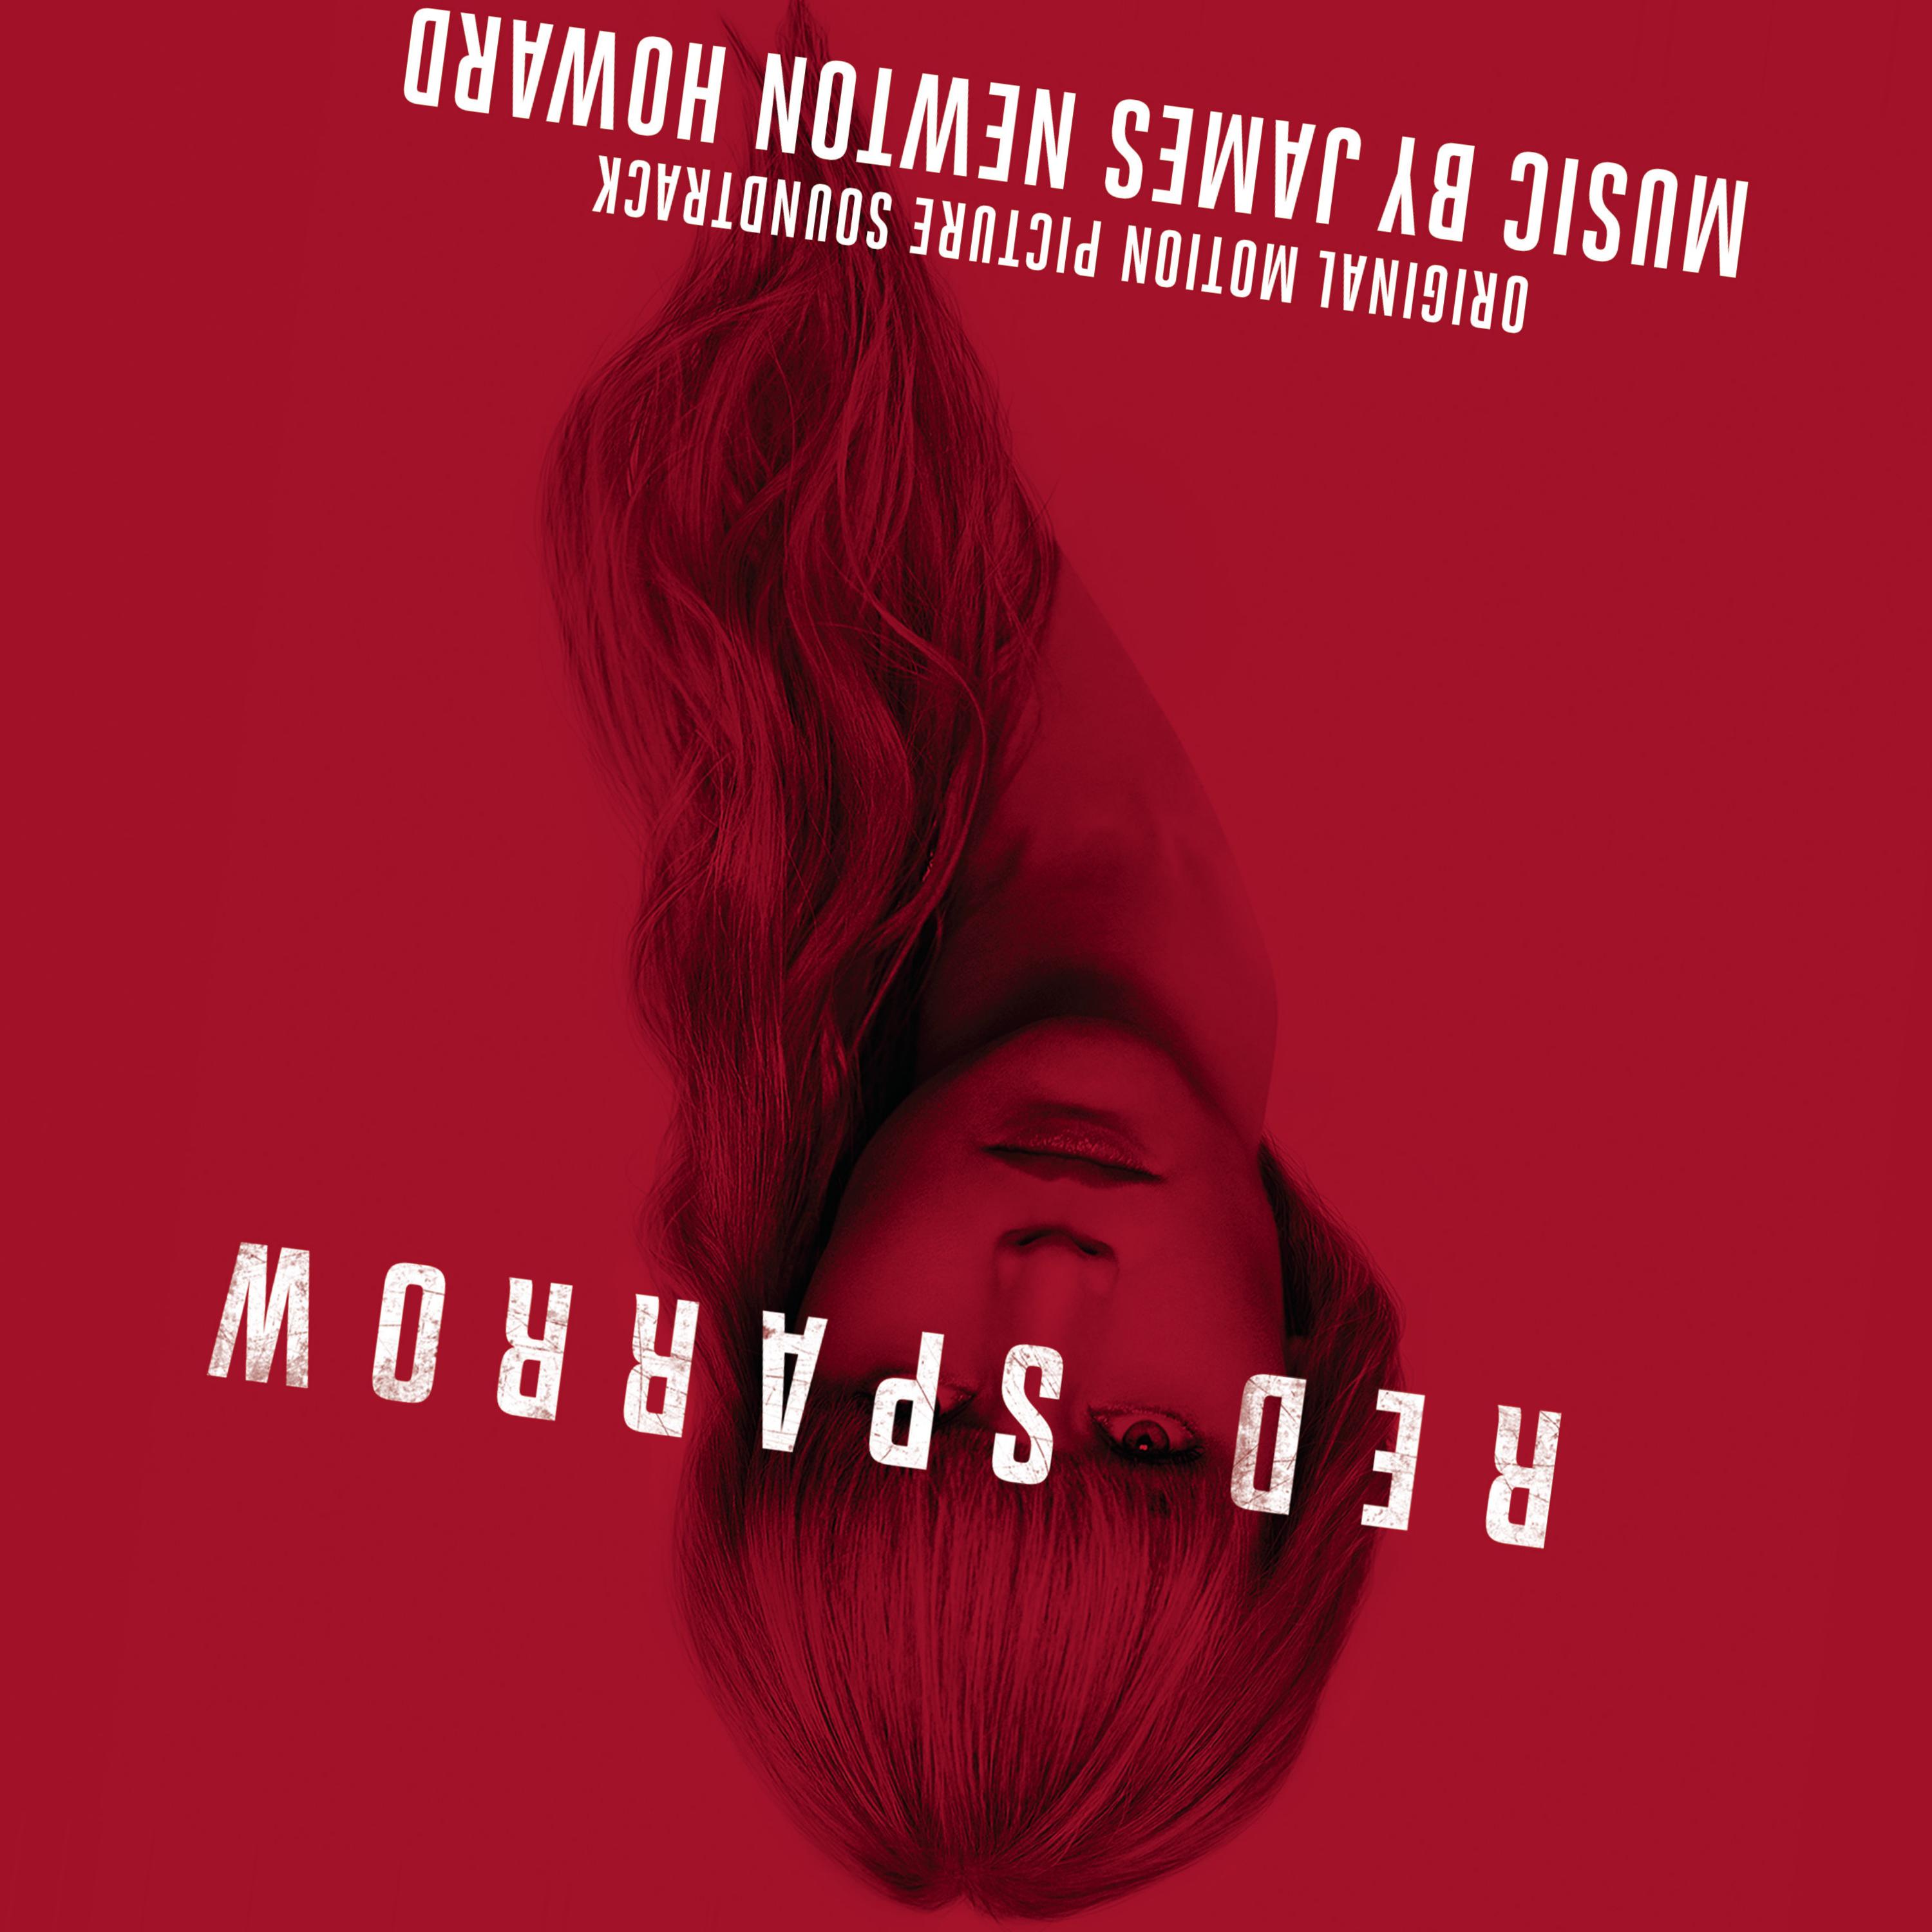 RED SPARROW
ORIGINAL MOTION PICTURE SOUNDTRACK
MUSIC BY JAMES NEWTON HOWARD